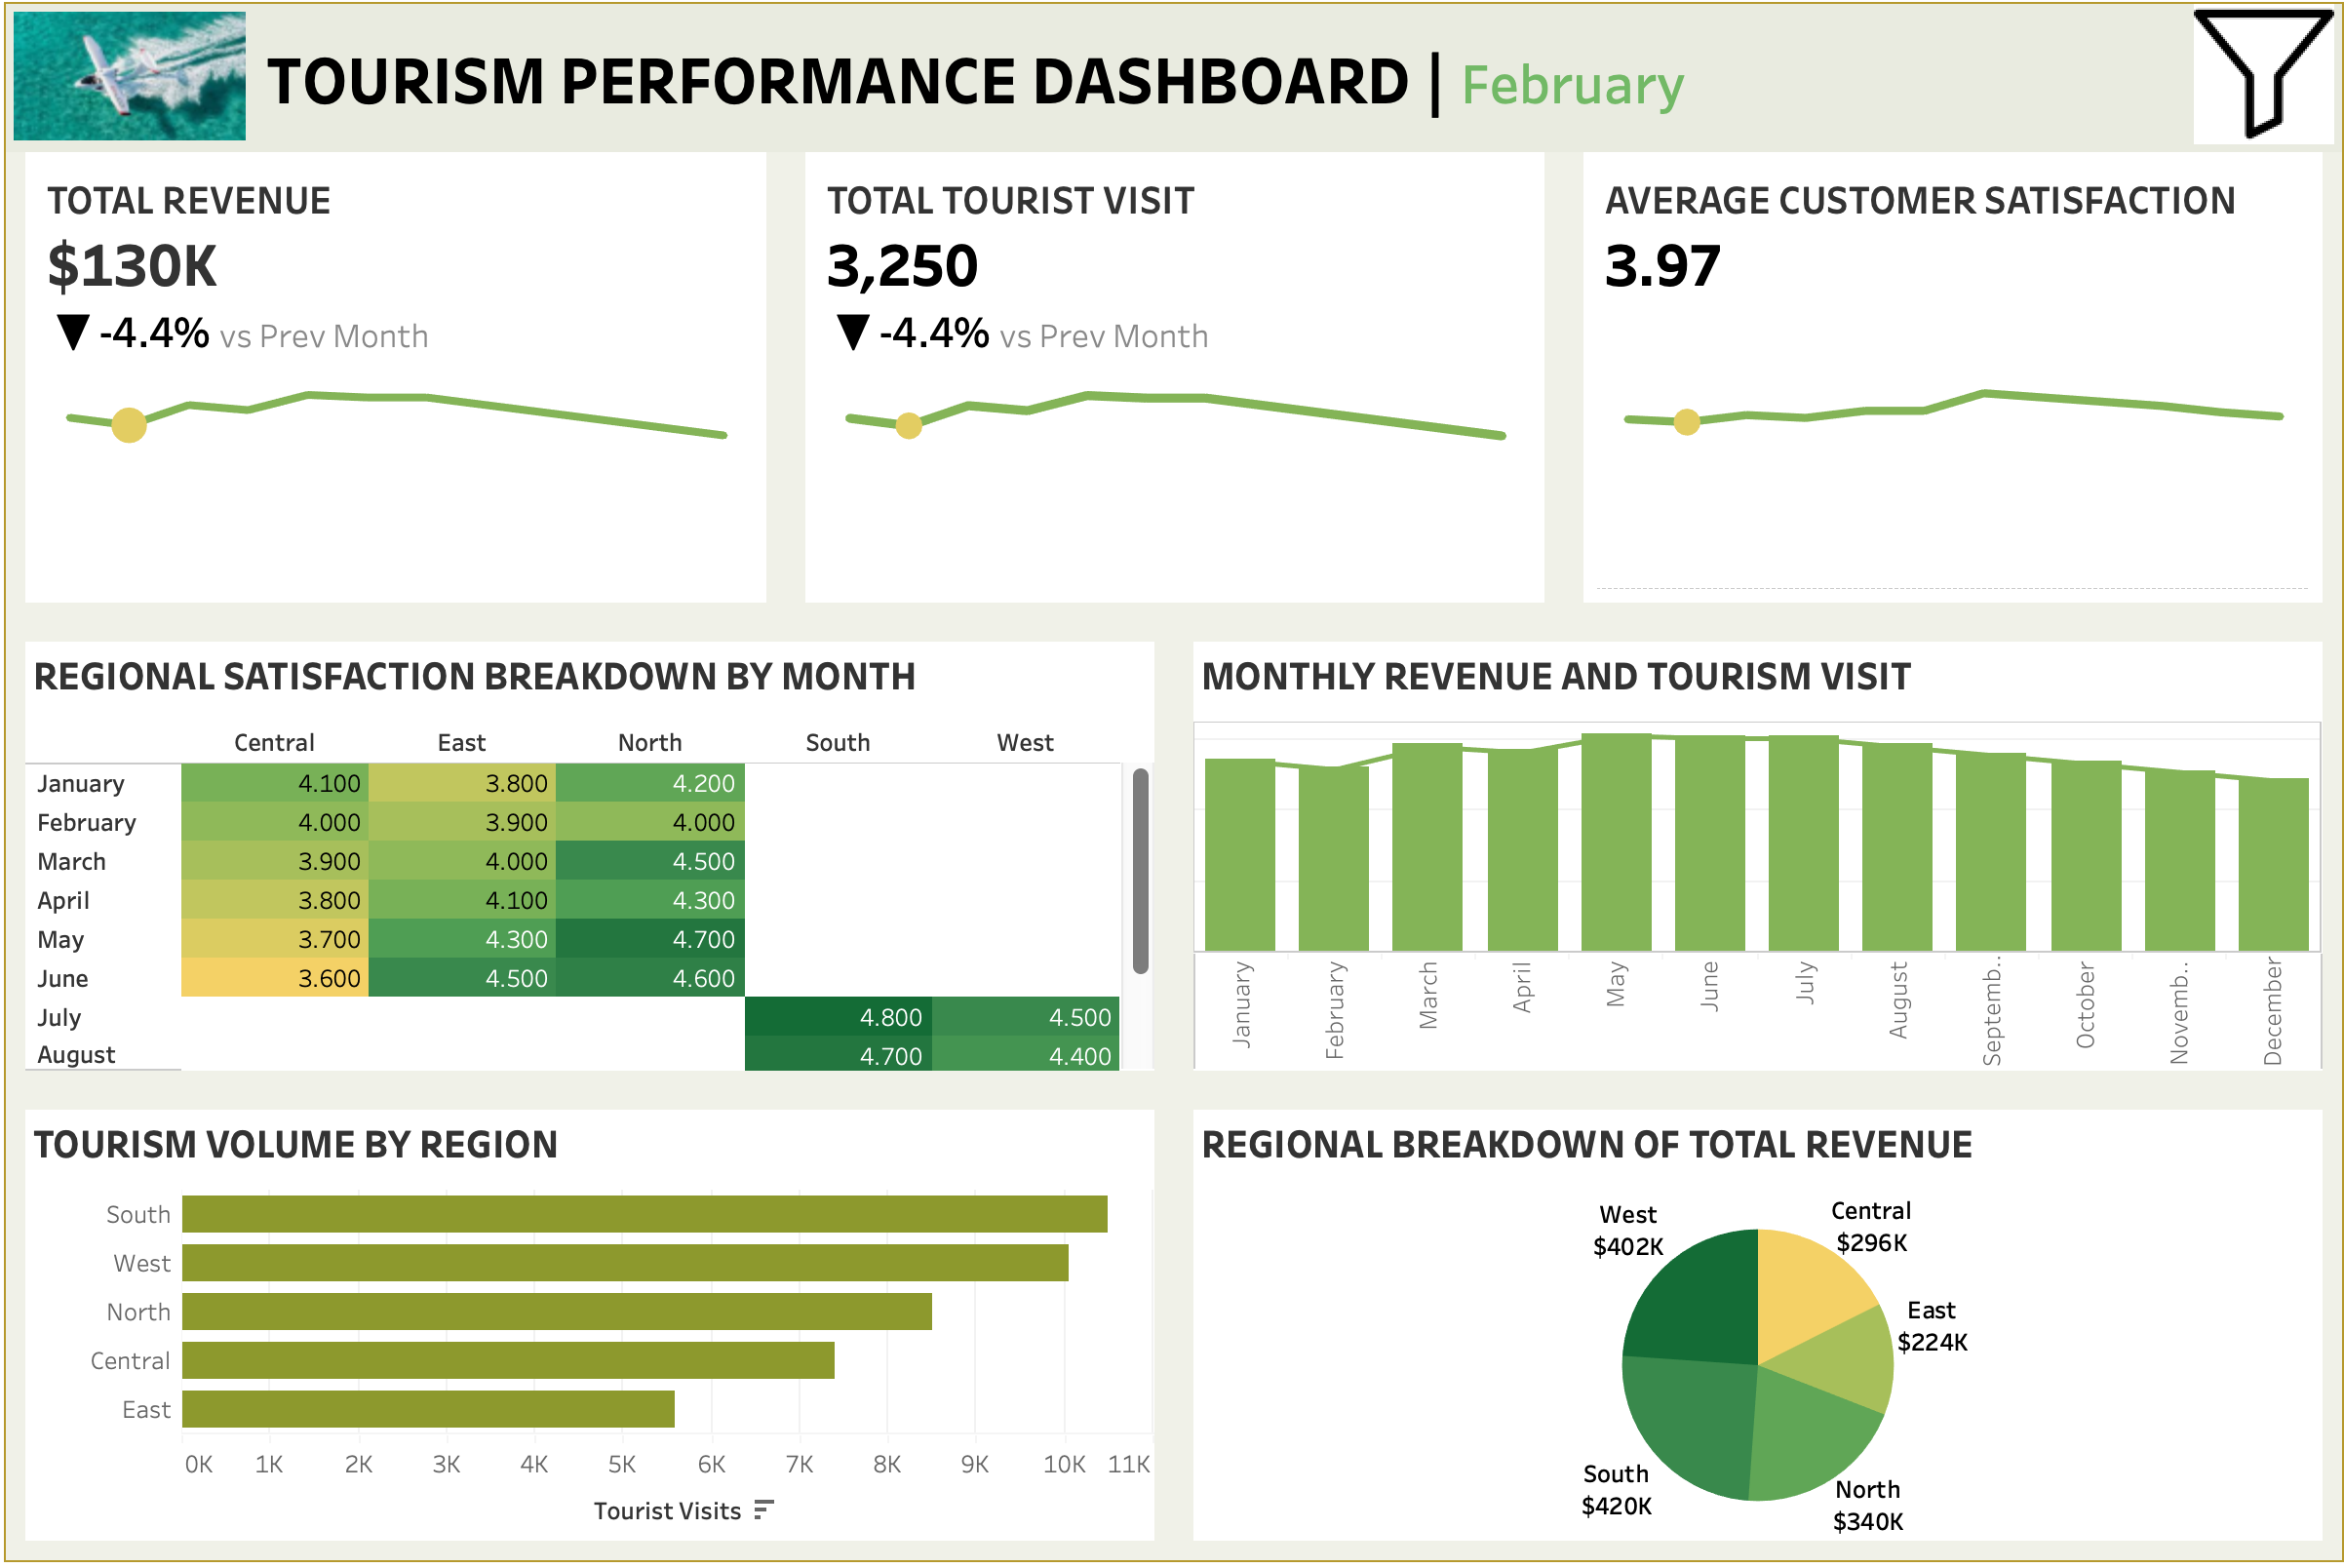 TOURISM PERFORMANCE DASHBOARD | February
TOTAL REVENUE
$130K
▼ -4.4% vs Prev Month
TOTAL TOURIST VISIT
3,250
▼ -4.4% vs Prev Month
AVERAGE CUSTOMER SATISFACTION
3.97
REGIONAL SATISFACTION BREAKDOWN BY MONTH
Central East North South West
January 4.100 3.800 4.200
February 4.000 3.900 4.000
March 3.900 4.000 4.500
April 3.800 4.100 4.300
May 3.700 4.300 4.700
June 3.600 4.500 4.600
July 4.800 4.500
August 4.700 4.400
MONTHLY REVENUE AND TOURISM VISIT
January
February
March
April
May
June
July
August
Septemb..
October
Novemb..
December
TOURISM VOLUME BY REGION
South
West
North
Central
East
0K 1K 2K 3K 4K 5K 6K 7K 8K 9K 10K 11K
Tourist Visits
REGIONAL BREAKDOWN OF TOTAL REVENUE
West
$402K
Central
$296K
East
$224K
South
$420K
North
$340K